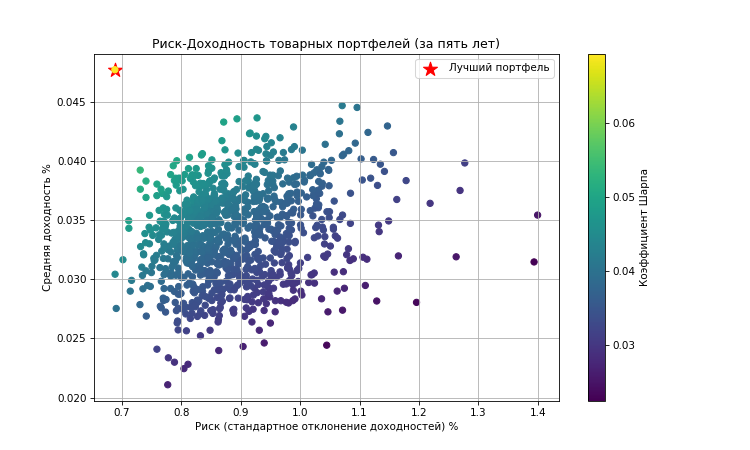 Риск-Доходность товарных портфелей (за пять лет)
Лучший портфель
Средняя доходность %
0.045
0.040
0.035
0.030
0.025
0.020
0.7 0.8 0.9 1.0 1.1 1.2 1.3 1.4
Риск (стандартное отклонение доходностей) %
0.06
0.05
0.04
0.03
Коэффициент Шарпа